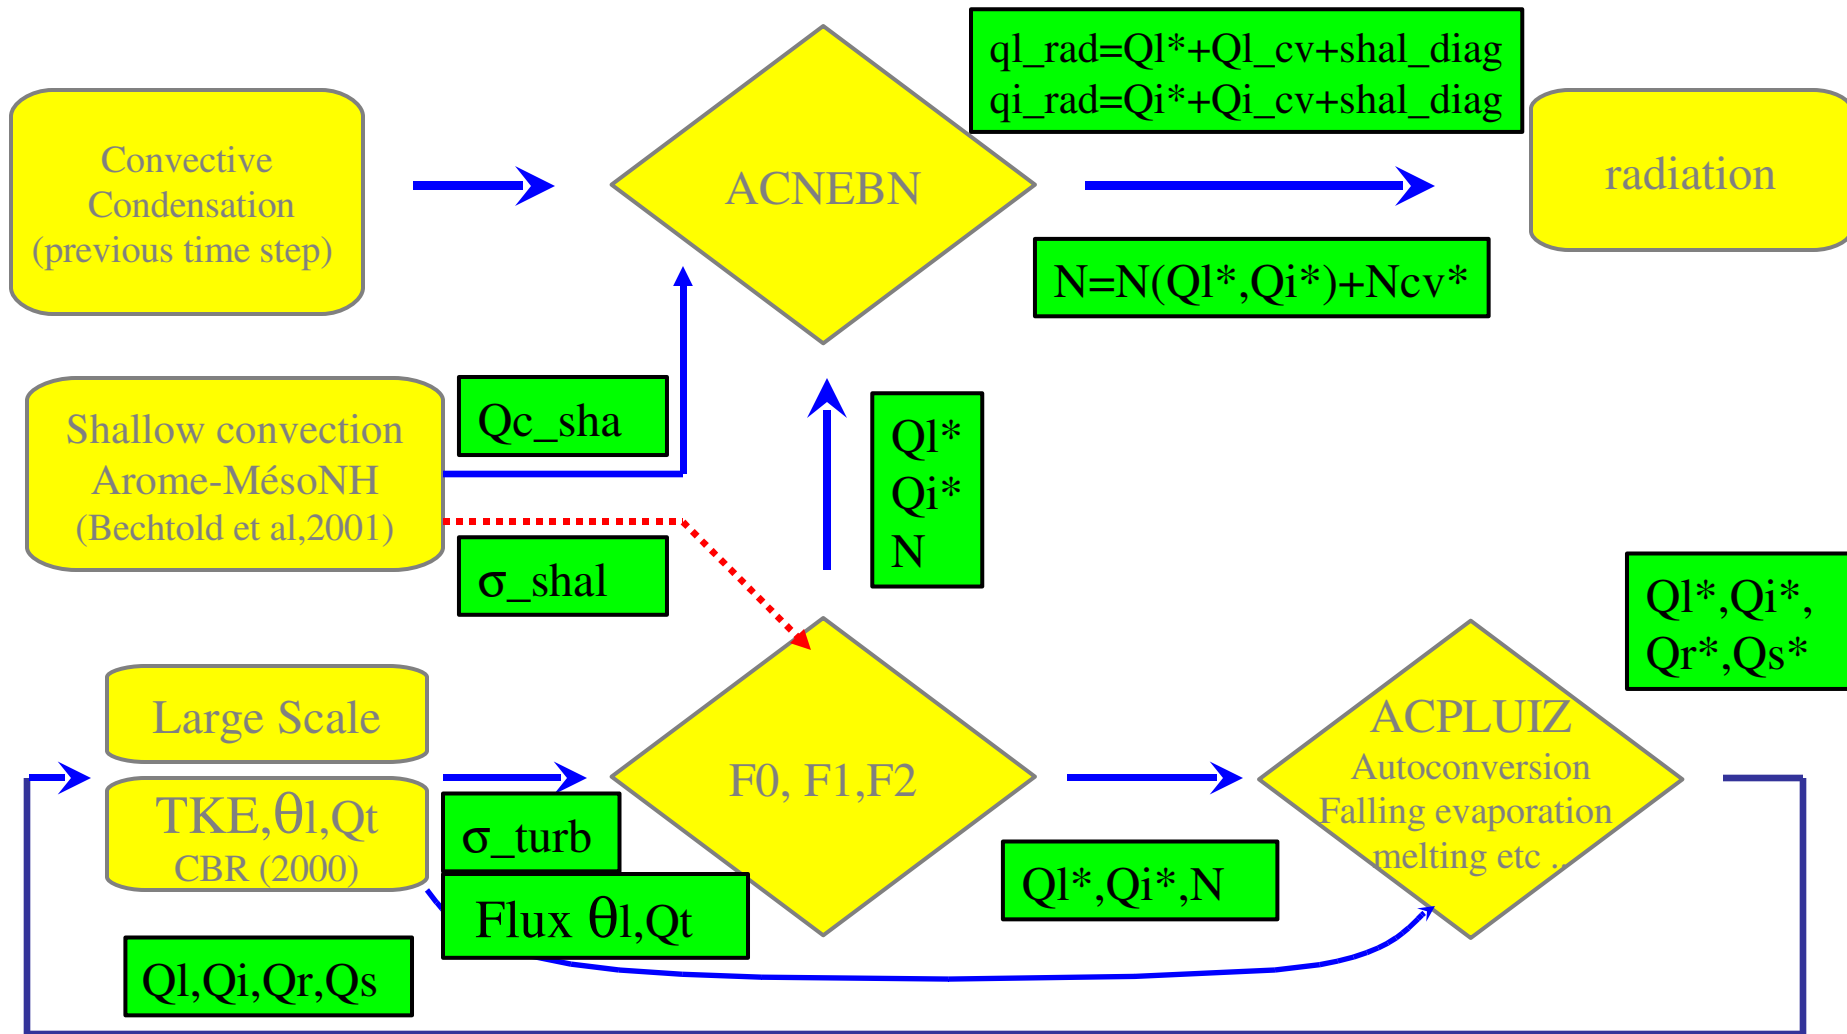 ql_rad=Ql*+Ql_cv+shal_diag
qi_rad=Qi*+Qi_cv+shal_diag
Convective
Condensation
(previous time step)
ACNEBN
radiation
N=N(Ql*,Qi*)+Ncv*
Shallow convection
Arome-MésoNH
(Bechtold et al,2001)
Qc_sha
σ_shal
Ql*
Qi*
N
Ql*,Qi*,
Qr*,Qs*
Large Scale
TKE,θl,Qt
CBR (2000)
σ_turb
Flux θl,Qt
F0, F1,F2
Ql*,Qi*,N
ACPLUIZ
Autoconversion
Falling evaporation
melting etc ..
Ql,Qi,Qr,Qs